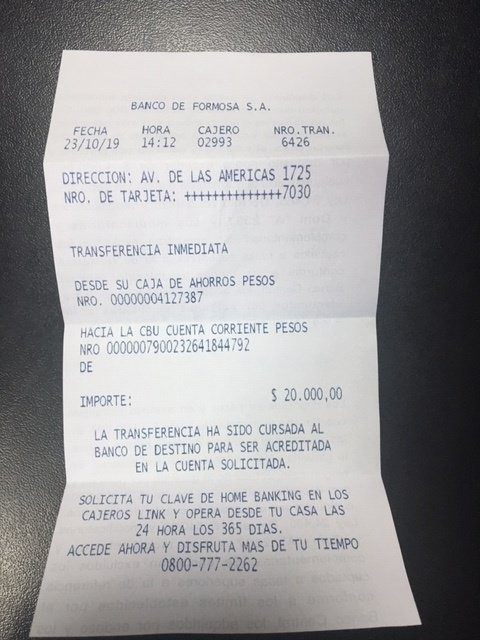 BANCO DE FORMOSA S.A.
FECHA HORA CAJERO NRO.TRAN.
23/10/19 14:12 02993 6426
DIRECCION: AV. DE LAS AMERICAS 1725
NRO. DE TARJETA: ++++++++++++++7030
TRANSFERENCIA INMEDIATA
DESDE SU CAJA DE AHORROS PESOS
NRO. 00000004127387
HACIA LA CBU CUENTA CORRIENTE PESOS
NRO 0000007900232641844792
DE
IMPORTE: $ 20.000,00
LA TRANSFERENCIA HA SIDO CURSADA AL
BANCO DE DESTINO PARA SER ACREDITADA
EN LA CUENTA SOLICITADA.
SOLICITA TU CLAVE DE HOME BANKING EN LOS
CAJEROS LINK Y OPERA DESDE TU CASA LAS
24 HORA LOS 365 DIAS.
ACCEDE AHORA Y DISFRUTA MAS DE TU TIEMPO
0800-777-2262